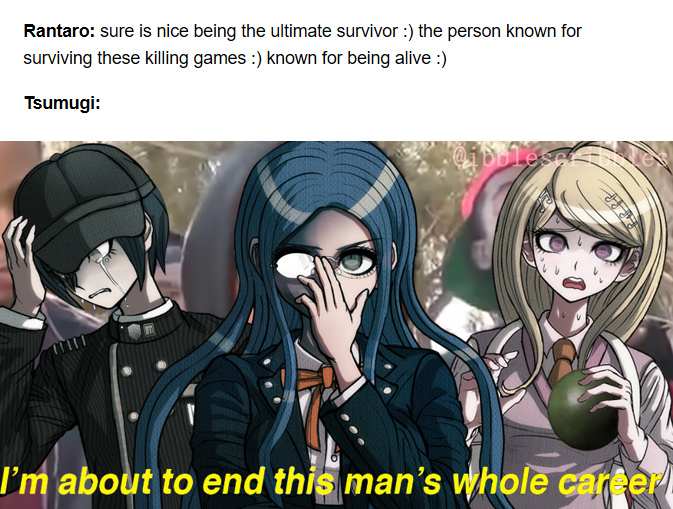 Rantaro: sure is nice being the ultimate survivor :) the person known for
surviving these killing games :) known for being alive :)
Tsumugi:
@ibblescribbles
I'm about to end this man's whole career